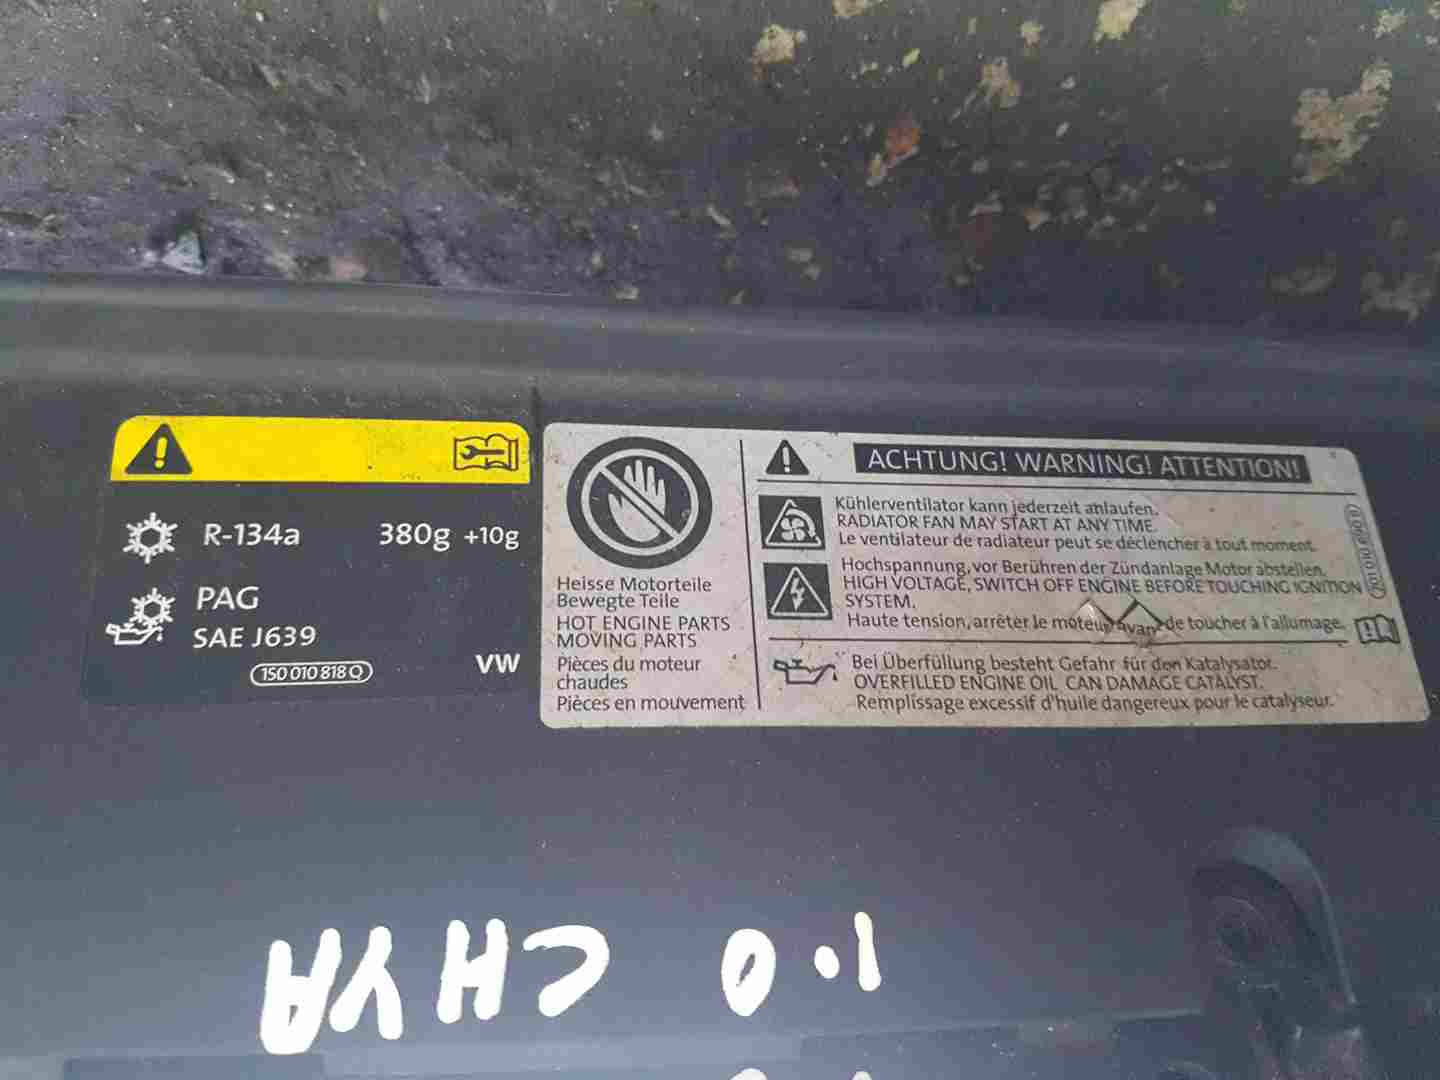 R-134a 380g +10g
PAG
SAE J639
1S0 010 818 Q
VW
Heisse Motorteile
Bewegte Teile
HOT ENGINE PARTS
MOVING PARTS
Pièces du moteur
chaudes
Pièces en mouvement
ACHTUNG! WARNING! ATTENTION!
Kühlerventilator kann jederzeit anlaufen.
RADIATOR FAN MAY START AT ANY TIME.
Le ventilateur de radiateur peut se déclencher à tout moment.
Hochspannung, vor Berühren der Zündanlage Motor abstellen.
HIGH VOLTAGE, SWITCH OFF ENGINE BEFORE TOUCHING IGNITION
SYSTEM.
Haute tension, arrêter le moteur avant de toucher à l'allumage.
Bei Überfüllung besteht Gefahr für den Katalysator.
OVERFILLED ENGINE OIL CAN DAMAGE CATALYST.
Remplissage excessif d'huile dangereux pour le catalyseur.
1.0 CHYA